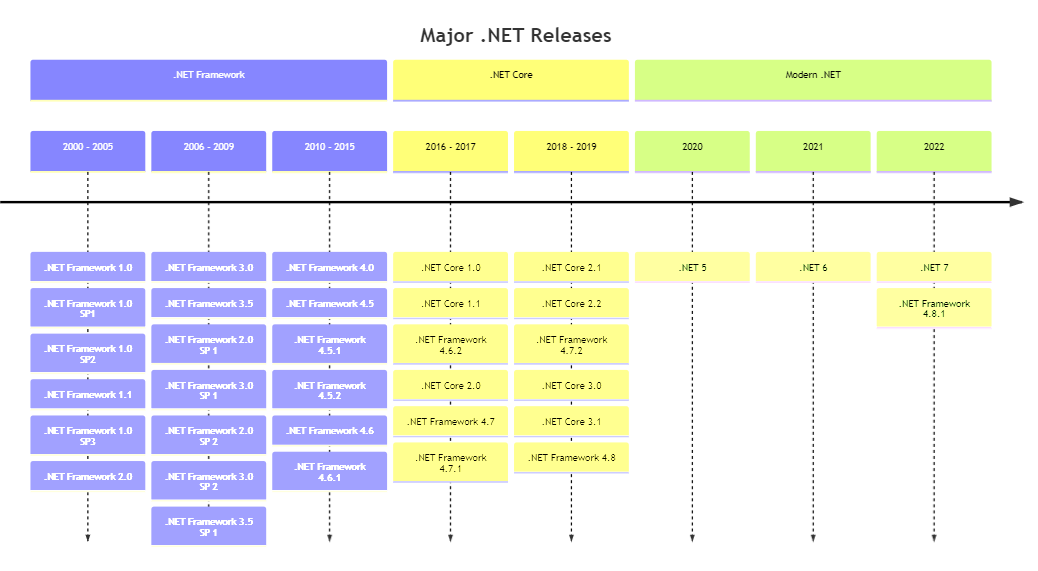 Major .NET Releases
.NET Framework
.NET Core
Modern .NET
2000 - 2005
2006 - 2009
2010 - 2015
2016 - 2017
2018 - 2019
2020
2021
2022
.NET Framework 1.0
.NET Framework 1.0
SP1
.NET Framework 1.0
SP2
.NET Framework 1.1
.NET Framework 1.0
SP3
.NET Framework 2.0
.NET Framework 3.0
.NET Framework 3.5
.NET Framework 2.0
SP 1
.NET Framework 3.0
SP 1
.NET Framework 2.0
SP 2
.NET Framework 3.0
SP 2
.NET Framework 3.5
SP 1
.NET Framework 4.0
.NET Framework 4.5
.NET Framework
4.5.1
.NET Framework
4.5.2
.NET Framework 4.6
.NET Framework
4.6.1
.NET Core 1.0
.NET Core 1.1
.NET Framework
4.6.2
.NET Core 2.0
.NET Framework 4.7
.NET Framework
4.7.1
.NET Core 2.1
.NET Core 2.2
.NET Framework
4.7.2
.NET Core 3.0
.NET Core 3.1
.NET Framework 4.8
.NET 5
.NET 6
.NET 7
.NET Framework
4.8.1